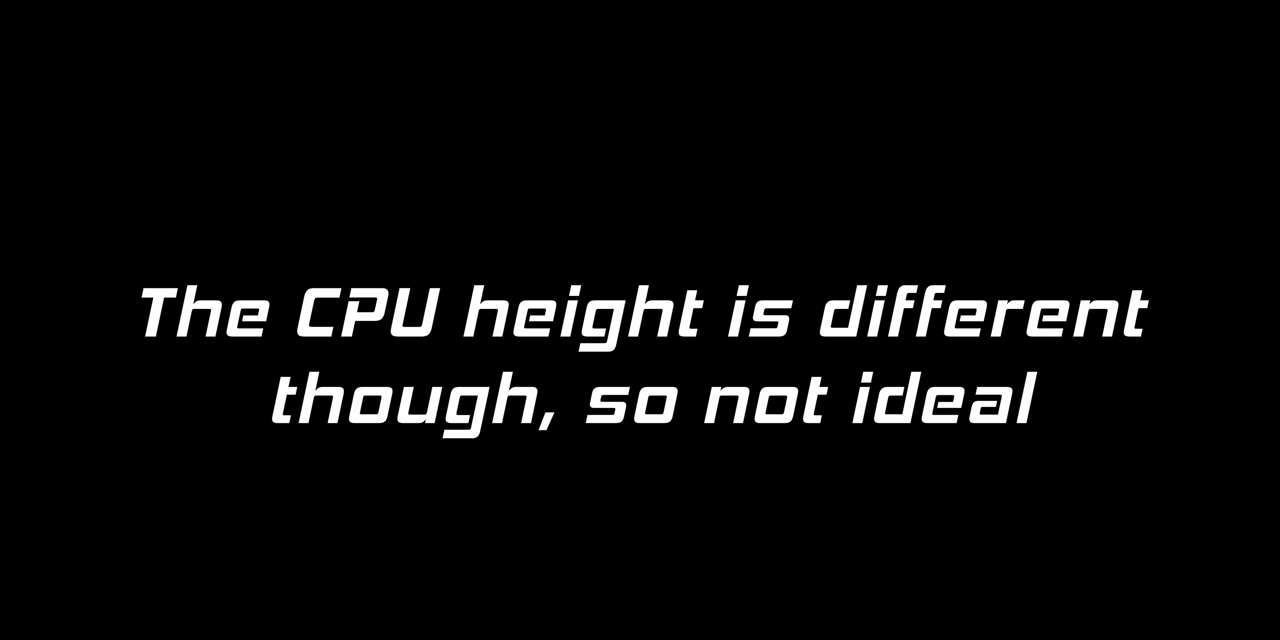 The CPU height is different
though, so not ideal